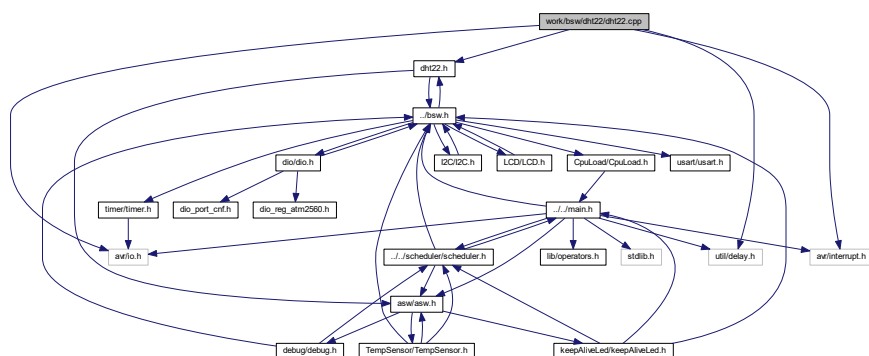 work/bsw/dht22/dht22.cpp
dht22.h
../bsw.h
dio/dio.h
I2C/I2C.h
LCD/LCD.h
CpuLoad/CpuLoad.h
usart/usart.h
timer/timer.h
dio_port_cnf.h
dio_reg_atm2560.h
../../main.h
avr/io.h
../../scheduler/scheduler.h
lib/operators.h
stdlib.h
util/delay.h
avr/interrupt.h
asw/asw.h
debug/debug.h
TempSensor/TempSensor.h
keepAliveLed/keepAliveLed.h